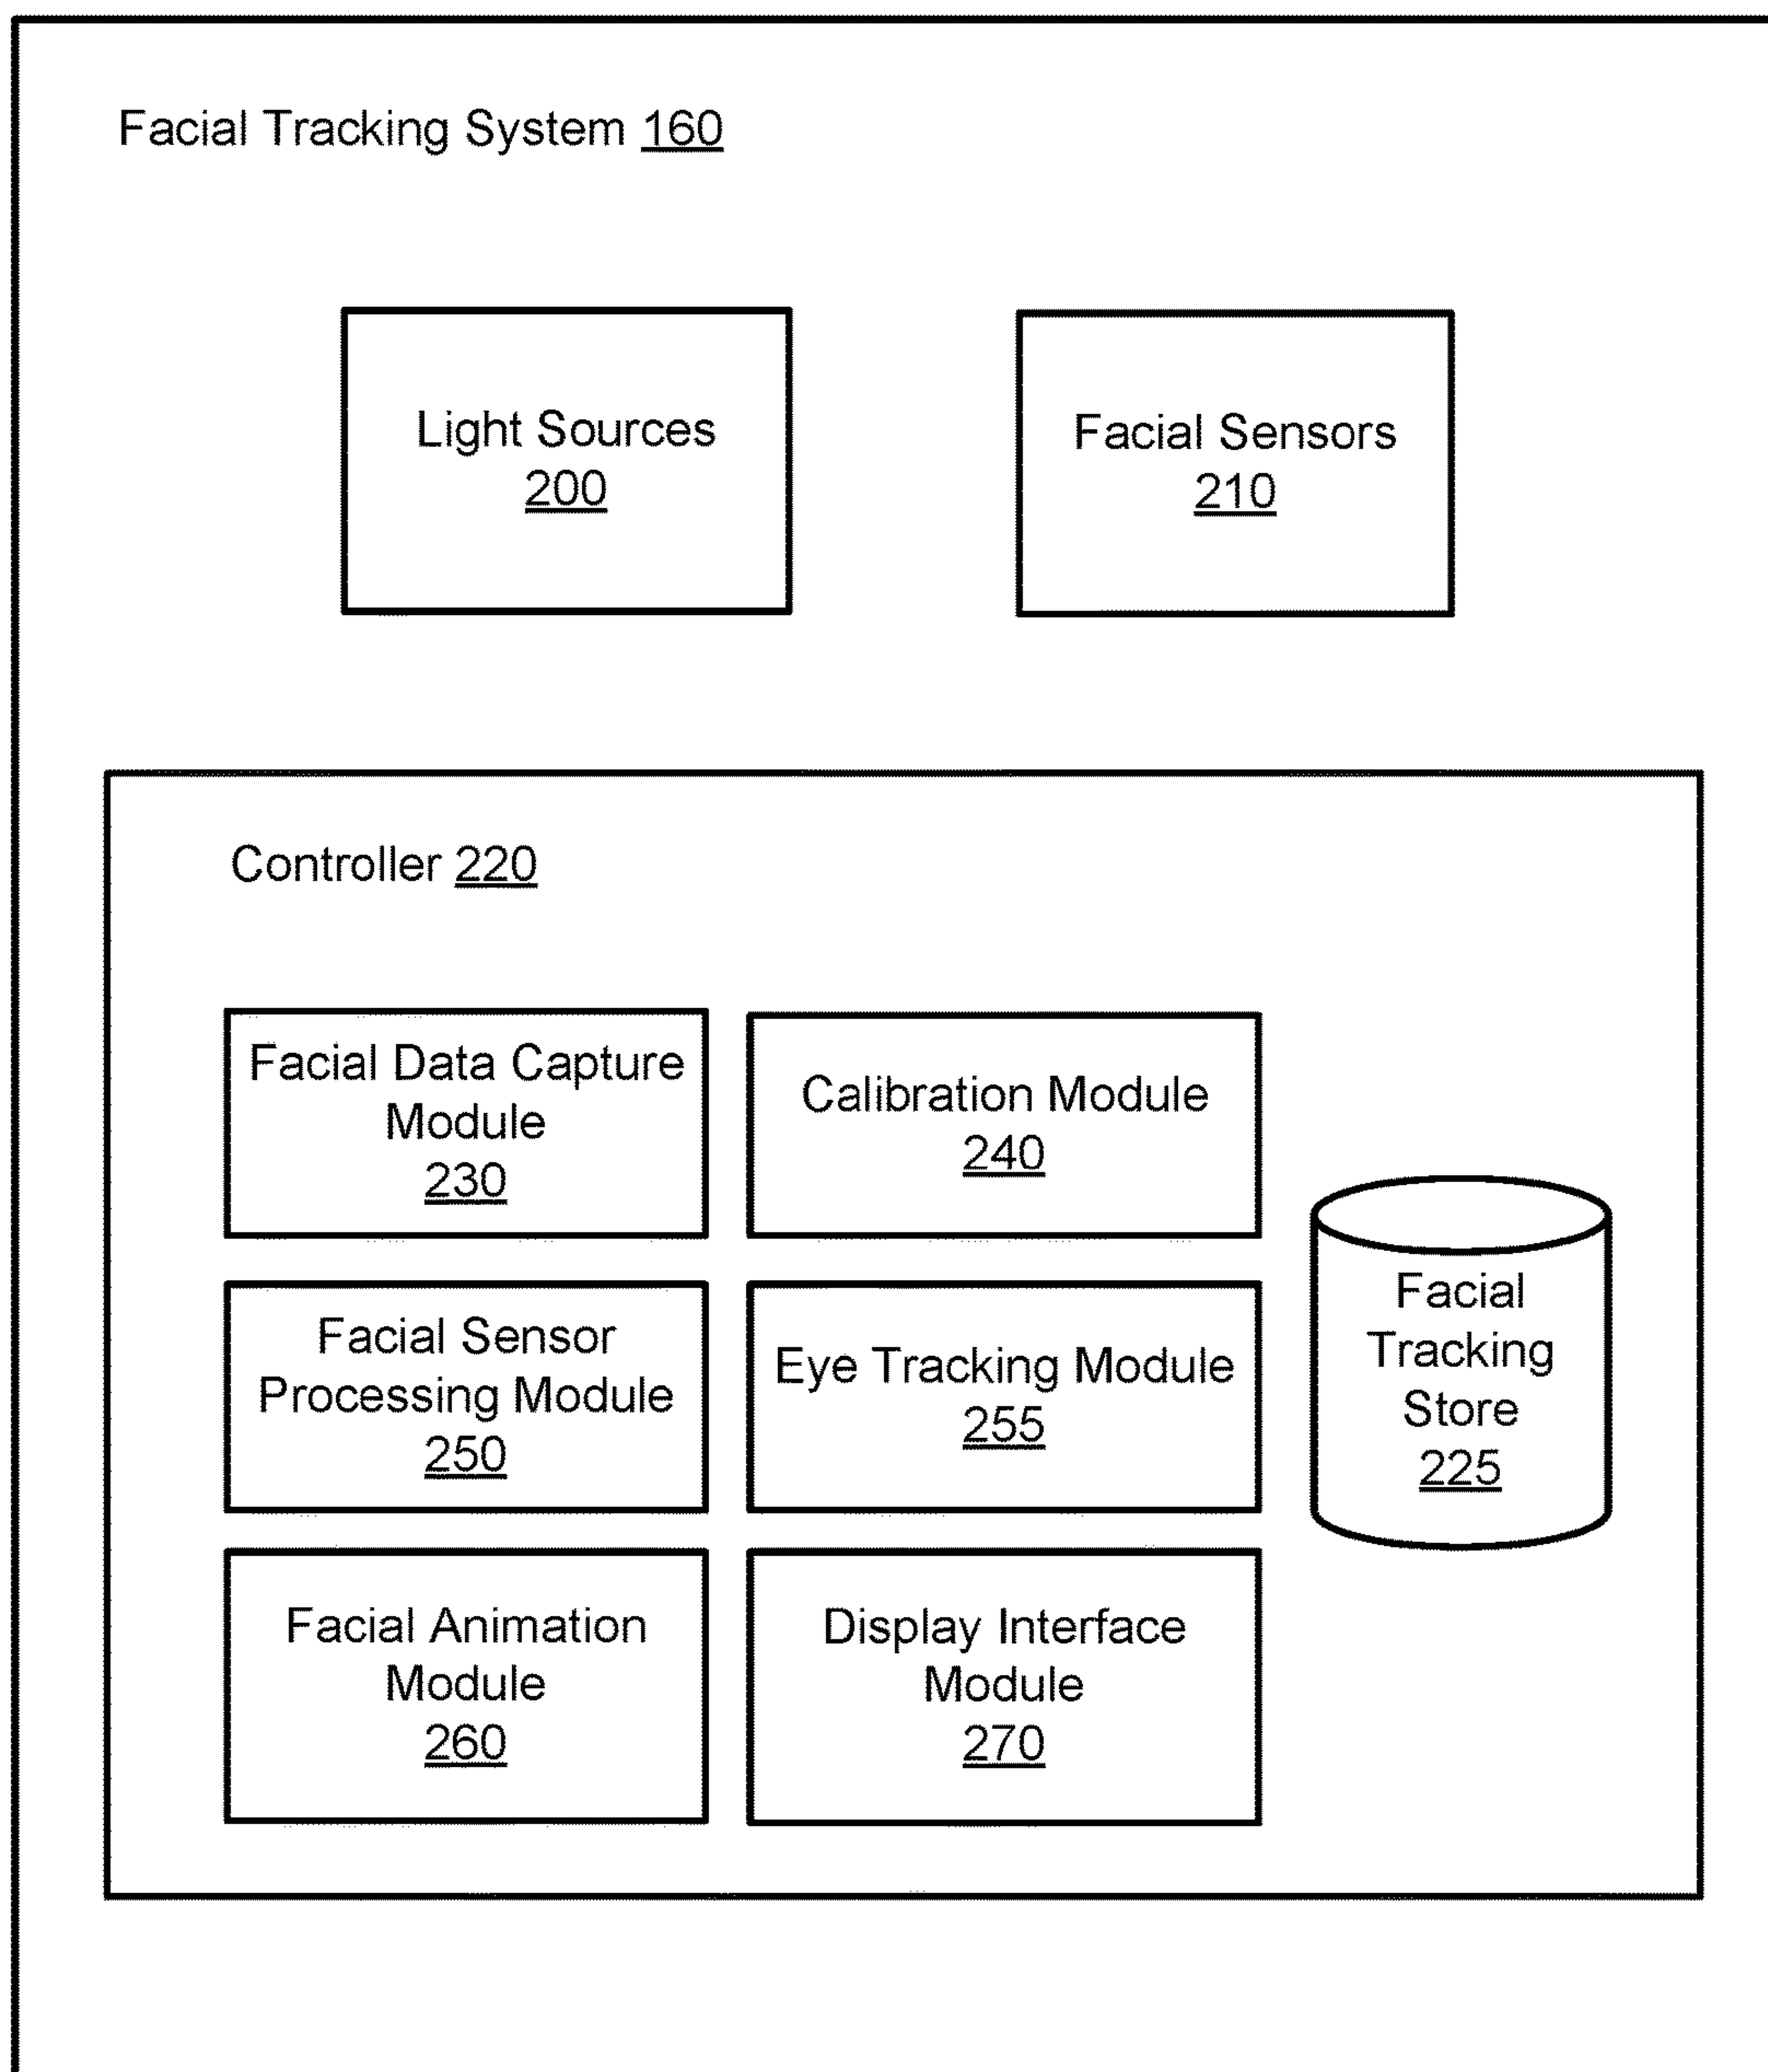 Facial Tracking System 160
Light Sources
200
Facial Sensors
210
Controller 220
Facial Data Capture
Module
230
Calibration Module
240
Facial Sensor
Processing Module
250
Eye Tracking Module
255
Facial
Tracking
Store
225
Facial Animation
Module
260
Display Interface
Module
270